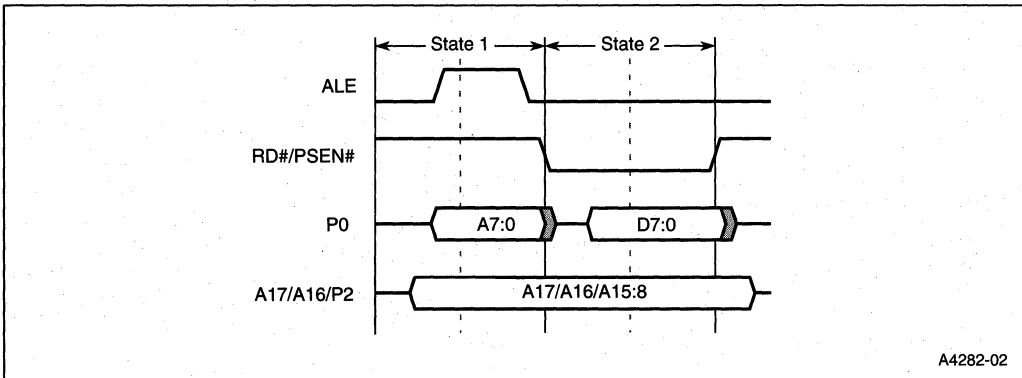 State 1 State 2
ALE
RD#/PSEN#
P0 A7:0 D7:0
A17/A16/P2 A17/A16/A15:8
A4282-02